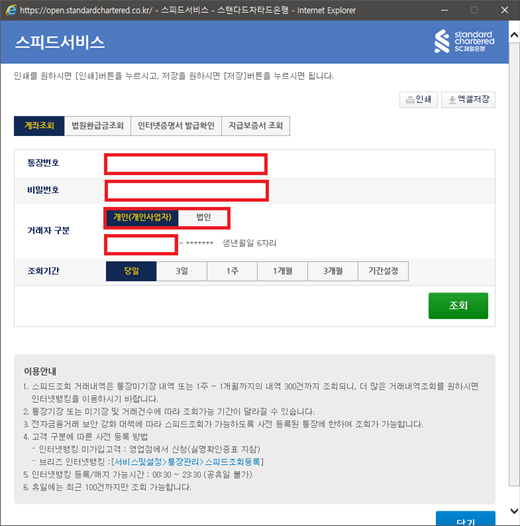 https://open.standardchartered.co.kr/ - 스피드서비스 - 스탠다드차타드은행 - Internet Explorer
스피드서비스
standard
chartered
SC제일은행
인쇄를 원하시면 [인쇄]버튼을 누르시고, 저장을 원하시면 [저장]버튼을 누르시면 됩니다.
인쇄 엑셀저장
계좌조회 법원환급금조회 인터넷증명서 발급확인 지급보증서 조회
통장번호
비밀번호
개인(개인사업자) 법인
거래자 구분
- ******* 생년월일 6자리
조회기간 당일 3일 1주 1개월 3개월 기간설정
조회
이용안내
1. 스피드조회 거래내역은 통장미기장 내역 또는 1주 ~ 1개월까지의 내역 300건까지 조회되니, 더 많은 거래내역조회를 원하시면
인터넷뱅킹을 이용하시기 바랍니다.
2. 통장기장 또는 미기장 및 거래건수에 따라 조회가능 기간이 달라질 수 있습니다.
3. 전자금융거래 보안 강화 대책에 따라 스피드조회가 가능하도록 사전 등록된 통장에 한하여 조회가 가능합니다.
4. 고객 구분에 따른 사전 등록 방법
- 인터넷뱅킹 미가입고객 : 영업점에서 신청(실명확인증표 지참)
- 브리즈 인터넷뱅킹 :[서비스및설정>통장관리>스피드조회등록]
5. 인터넷뱅킹 등록/해지 가능시간 : 00:30 ~ 23:30 (공휴일 불가)
6. 휴일에는 최근 100건까지만 조회 가능합니다.
닫기